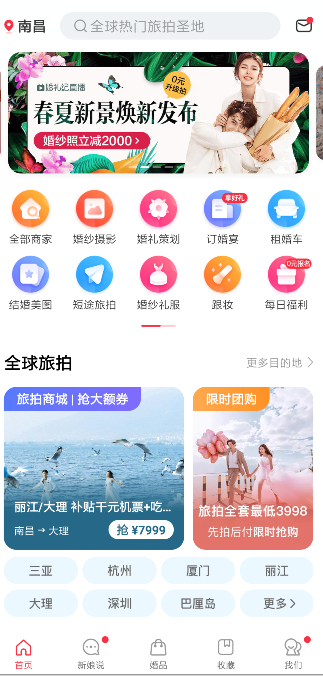 南昌
全球热门旅拍圣地
婚礼纪直播
春夏新景焕新发布
婚纱照立减2000 >
0元
升级拍
全部商家 婚纱摄影 婚礼策划 订婚宴 租婚车
享好礼
结婚美图 短途旅拍 婚纱礼服 跟妆 每日福利
0元报名
全球旅拍
更多目的地 >
旅拍商城 | 抢大额券
限时团购
丽江/大理 补贴千元机票+吃...
南昌 → 大理
抢 ¥7999
旅拍全套最低3998
先拍后付限时抢购
三亚 杭州 厦门 丽江
大理 深圳 巴厘岛 更多 >
首页 新娘说 婚品 收藏 我们